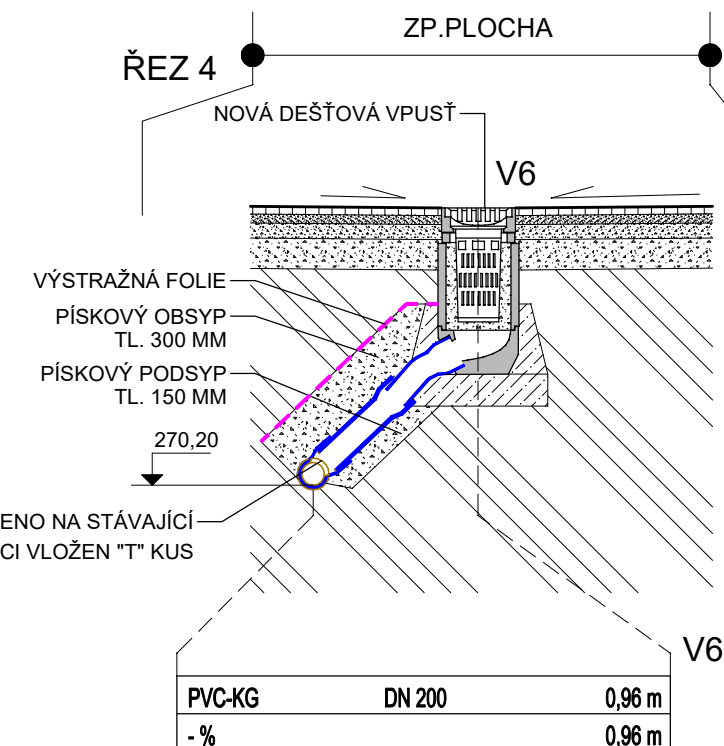 ZP.PLOCHA
ŘEZ 4
NOVÁ DEŠŤOVÁ VPUSŤ
V6
VÝSTRAŽNÁ FOLIE
PÍSKOVÝ OBSYP
TL. 300 MM
PÍSKOVÝ PODSYP
TL. 150 MM
270,20
ENO NA STÁVAJÍCÍ
CI VLOŽEN "T" KUS
V6
PVC-KG DN 200 0,96 m
- % 0,96 m